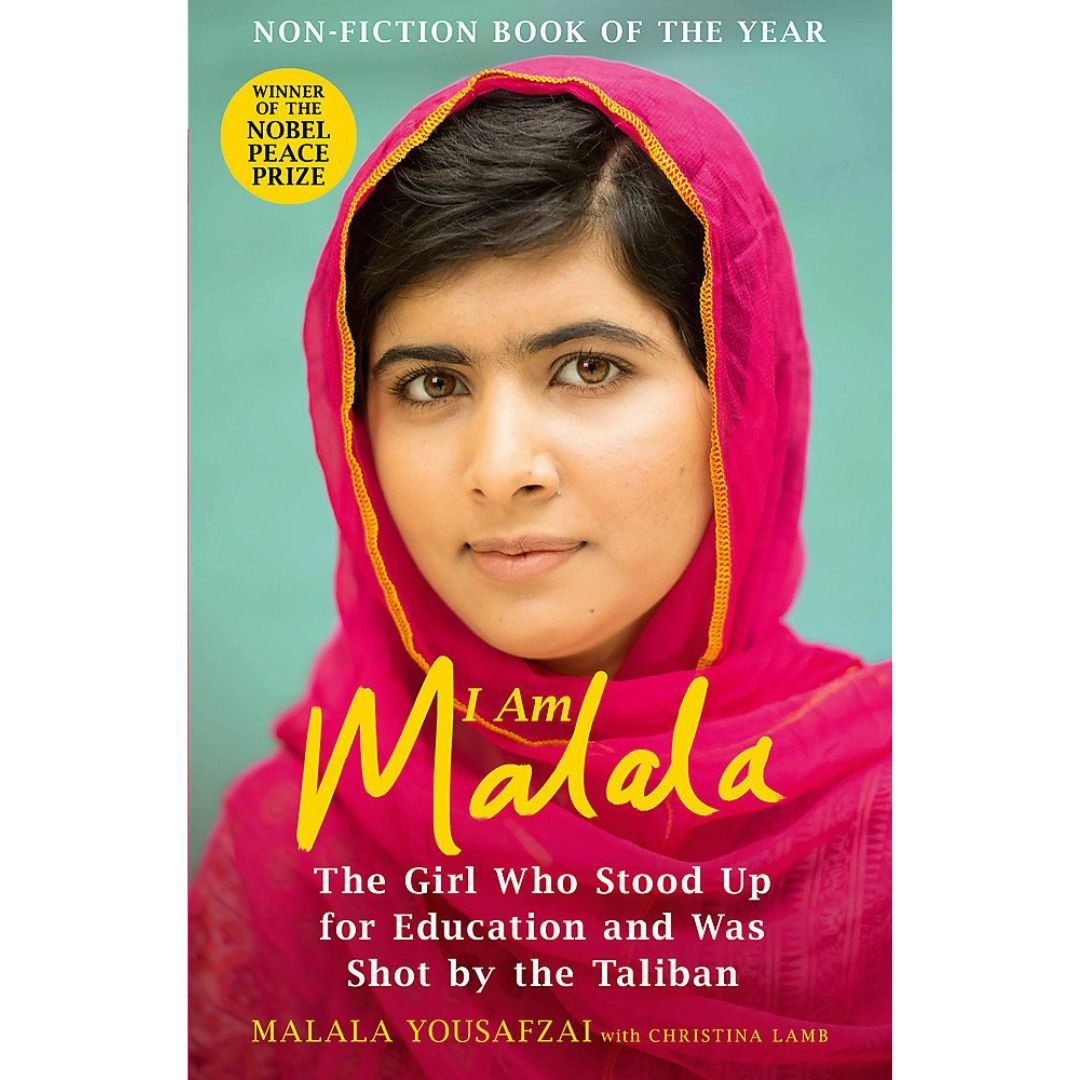 NON-FICTION BOOK OF THE YEAR
WINNER
OF THE
NOBEL
PEACE
PRIZE
I Am
Malala
The Girl Who Stood Up
for Education and Was
Shot by the Taliban
MALALA YOUSAFZAI with CHRISTINA LAMB